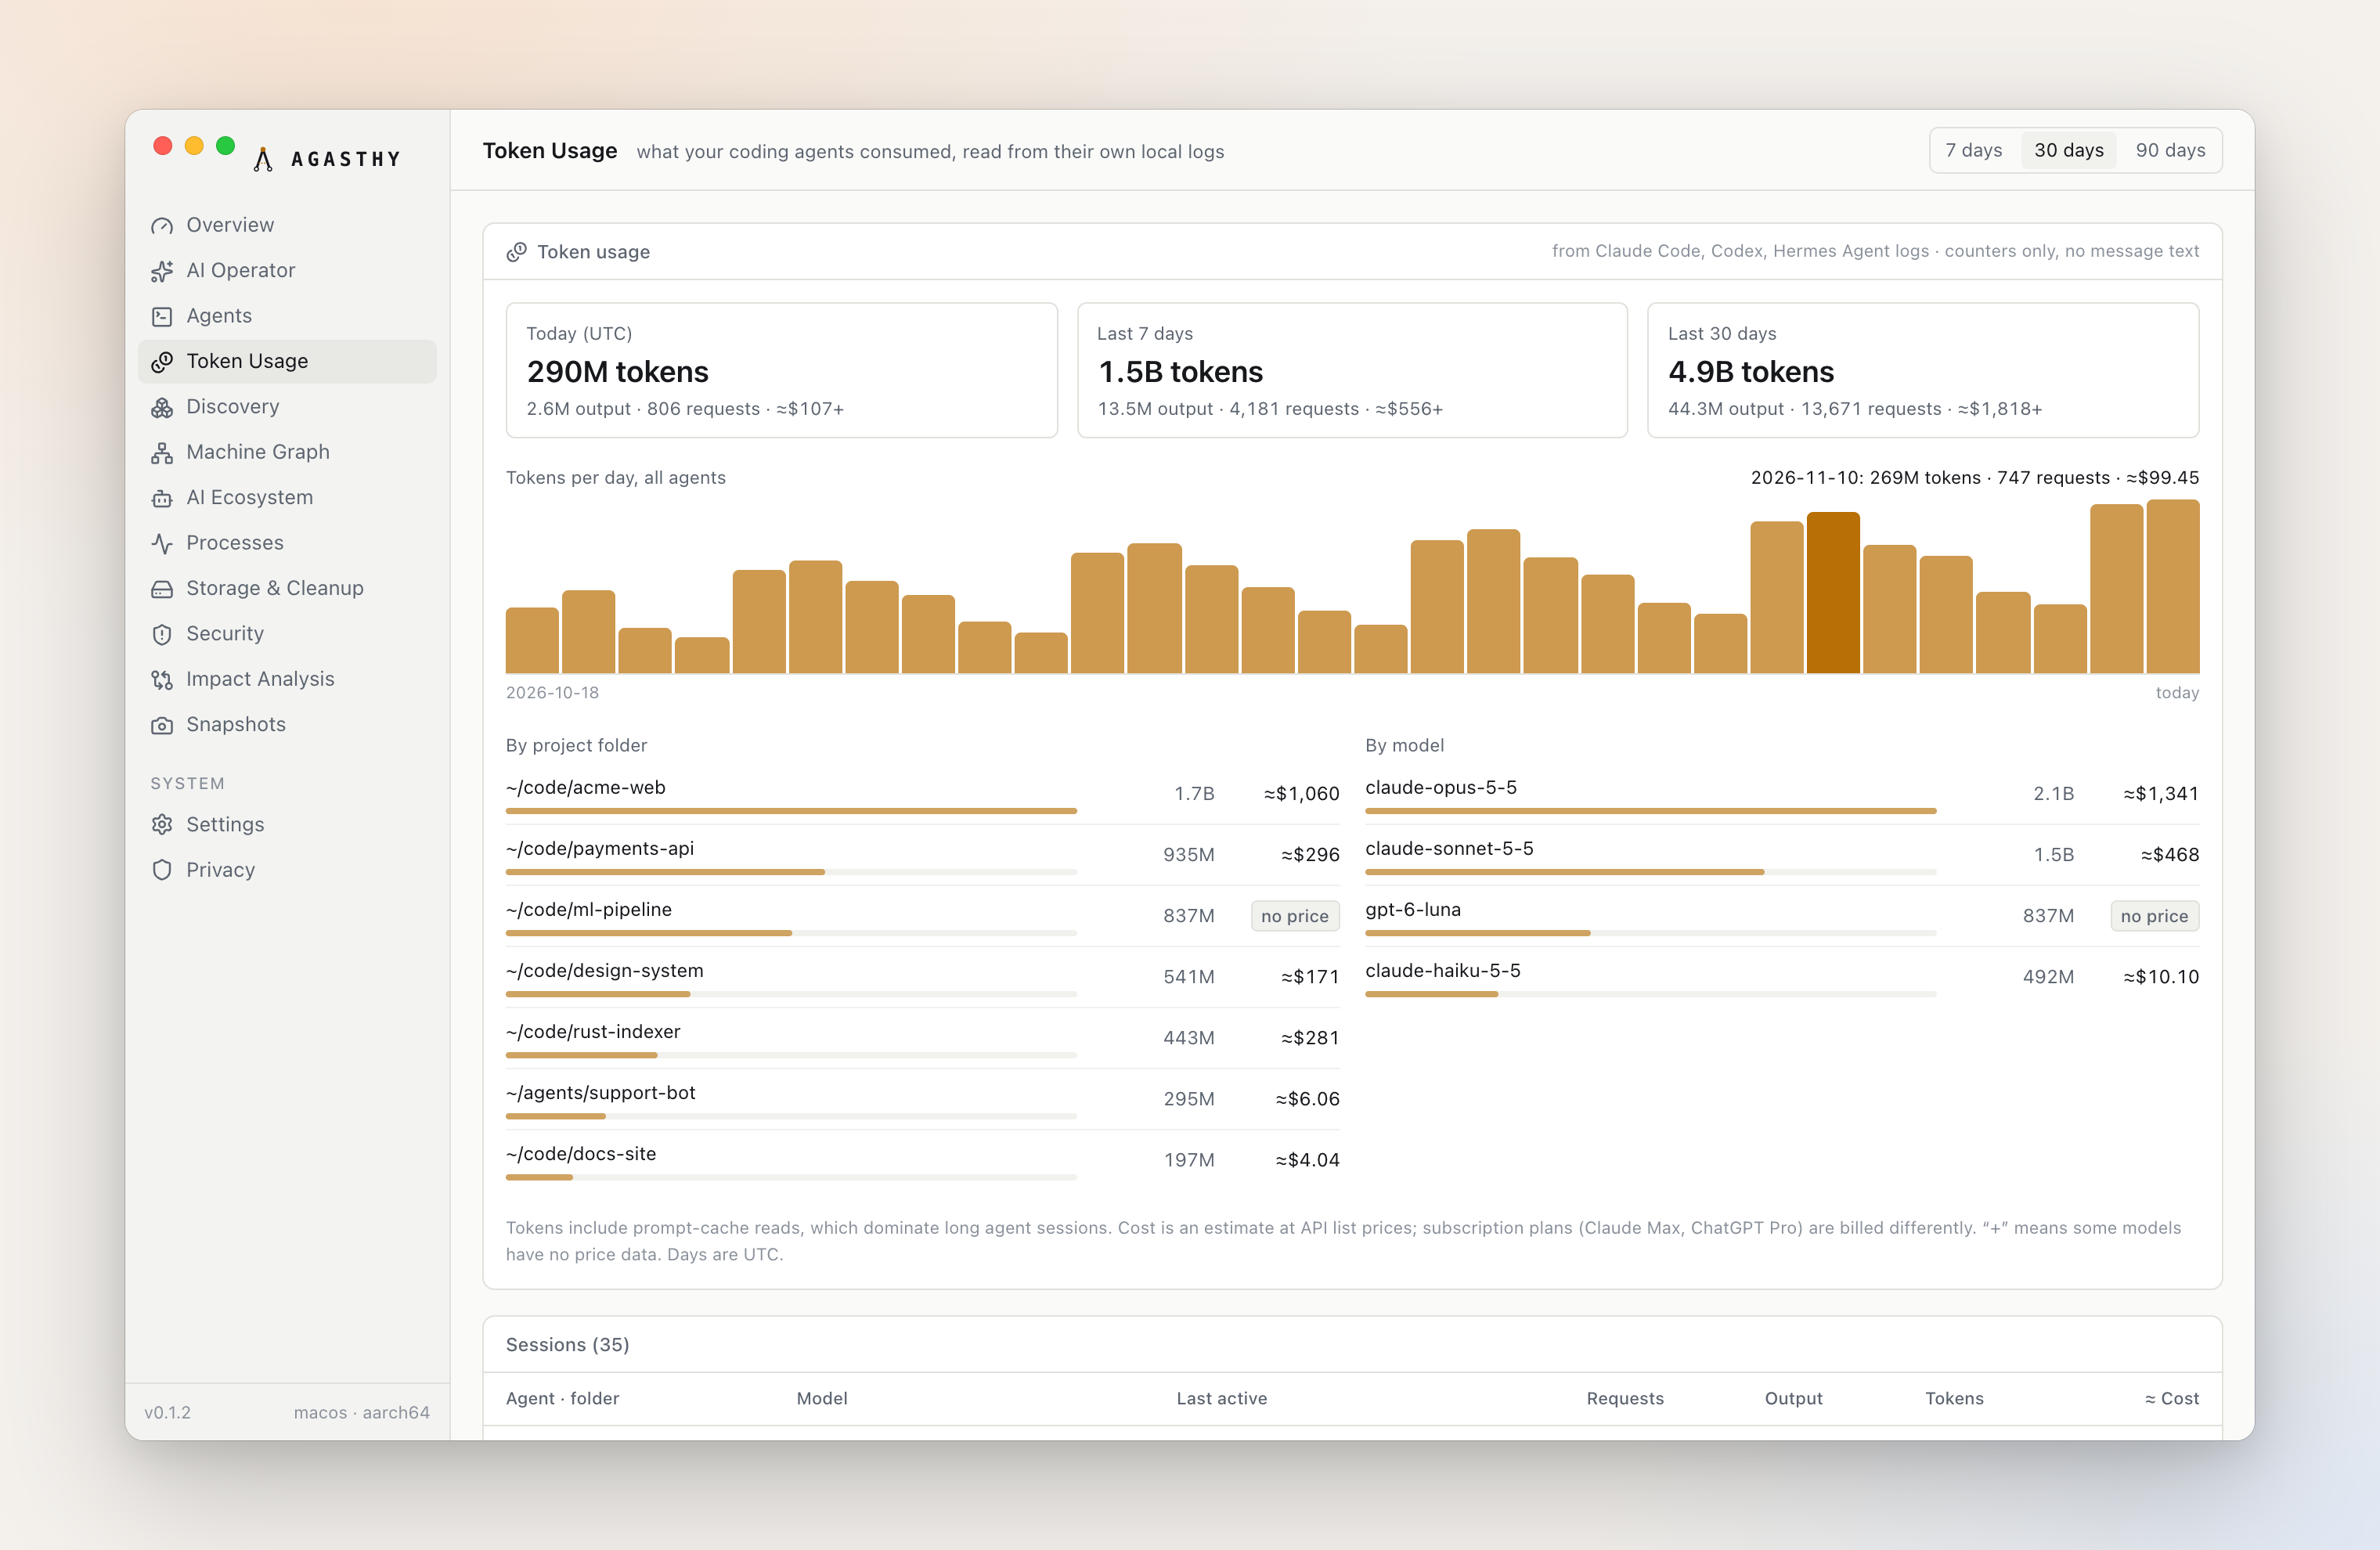 AGASTHY
Overview
AI Operator
Agents
Token Usage
Discovery
Machine Graph
AI Ecosystem
Processes
Storage & Cleanup
Security
Impact Analysis
Snapshots
SYSTEM
Settings
Privacy
v0.1.2 macos · aarch64
Token Usage what your coding agents consumed, read from their own local logs
7 days 30 days 90 days
Token usage from Claude Code, Codex, Hermes Agent logs · counters only, no message text
Today (UTC)
290M tokens
2.6M output · 806 requests · ≈$107+
Last 7 days
1.5B tokens
13.5M output · 4,181 requests · ≈$556+
Last 30 days
4.9B tokens
44.3M output · 13,671 requests · ≈$1,818+
Tokens per day, all agents 2026-11-10: 269M tokens · 747 requests · ≈$99.45
2026-10-18 today
By project folder
~/code/acme-web 1.7B ≈$1,060
~/code/payments-api 935M ≈$296
~/code/ml-pipeline 837M no price
~/code/design-system 541M ≈$171
~/code/rust-indexer 443M ≈$281
~/agents/support-bot 295M ≈$6.06
~/code/docs-site 197M ≈$4.04
By model
claude-opus-5-5 2.1B ≈$1,341
claude-sonnet-5-5 1.5B ≈$468
gpt-6-luna 837M no price
claude-haiku-5-5 492M ≈$10.10
Tokens include prompt-cache reads, which dominate long agent sessions. Cost is an estimate at API list prices; subscription plans (Claude Max, ChatGPT Pro) are billed differently. “+” means some models
have no price data. Days are UTC.
Sessions (35)
Agent · folder Model Last active Requests Output Tokens ≈ Cost